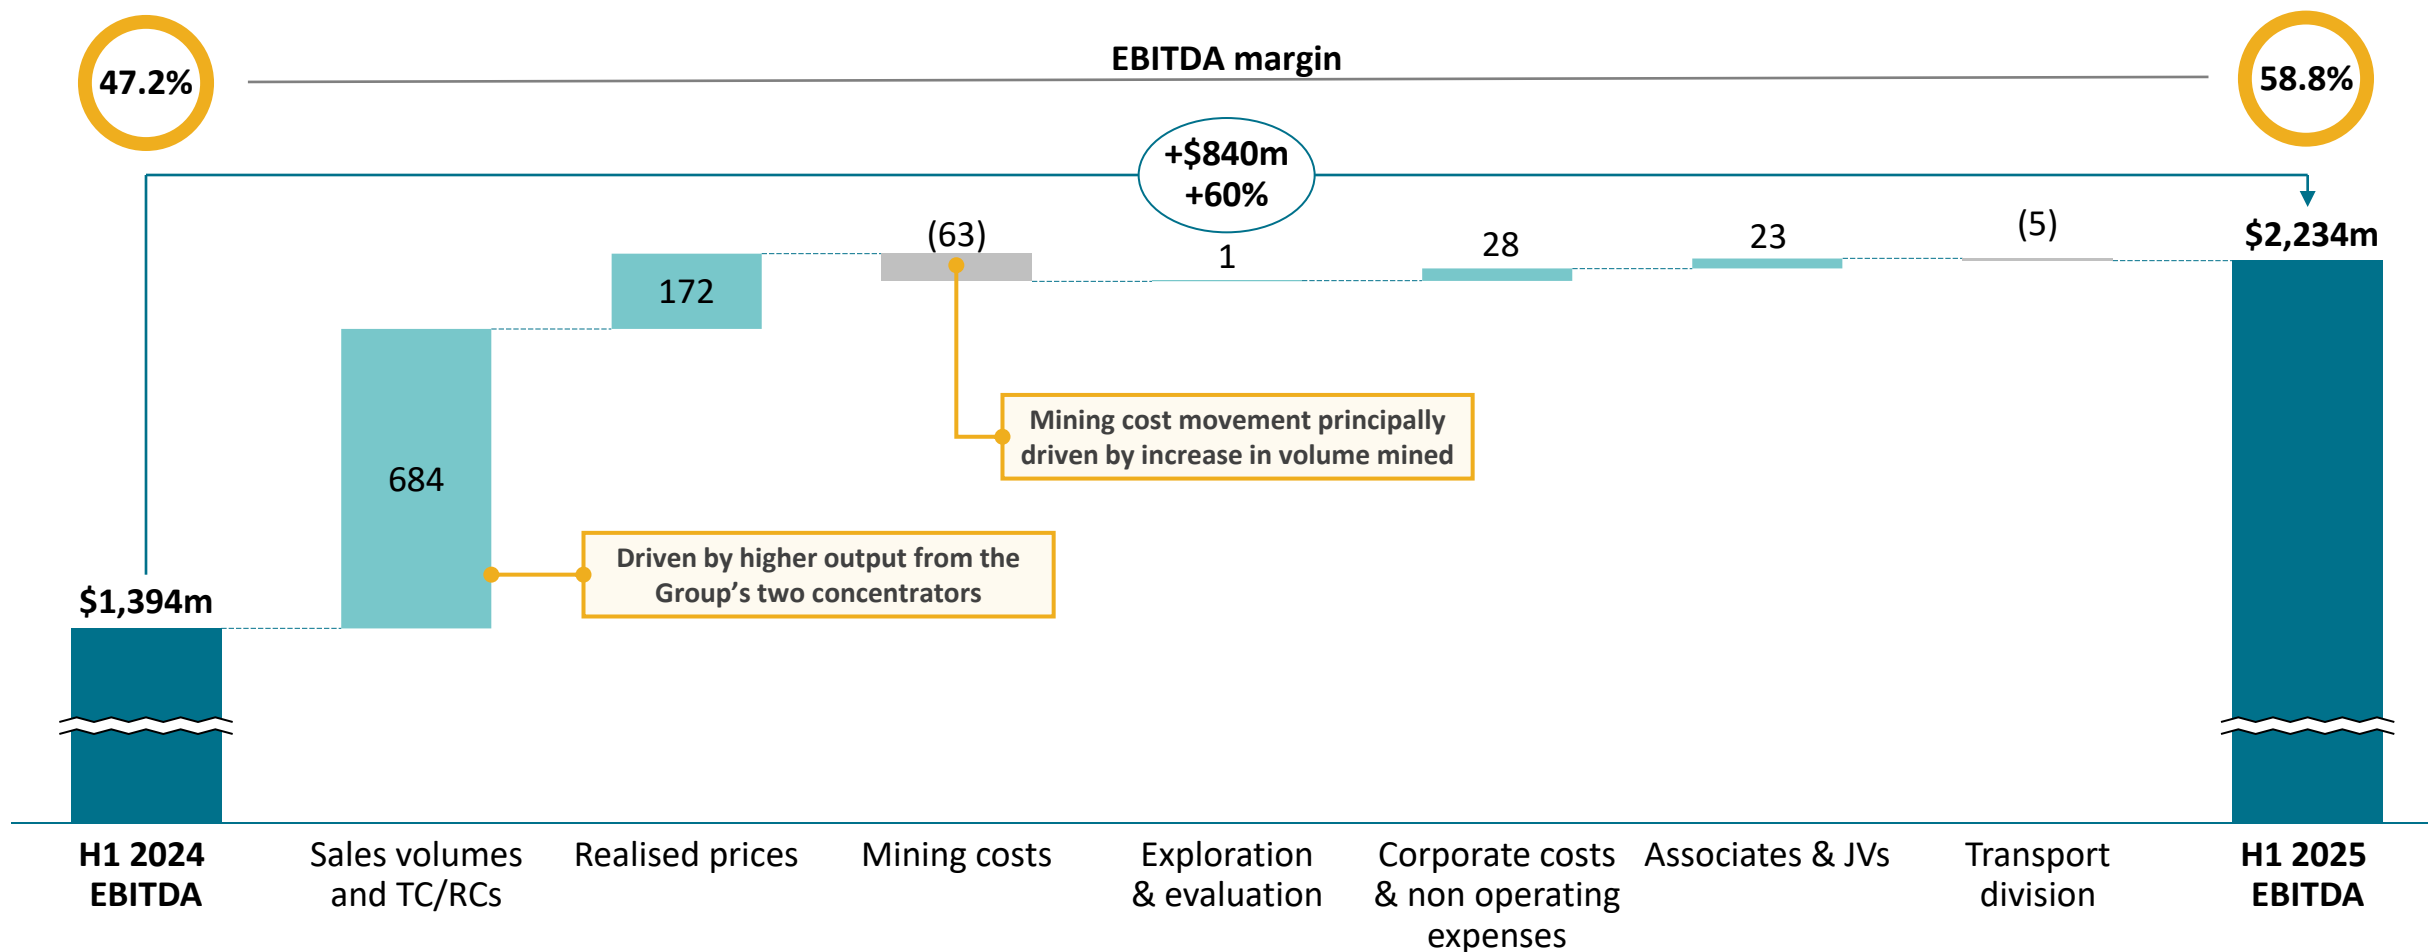 EBITDA margin
47.2%
58.8%
+$840m
+60%
$1,394m
684
172
(63)
1
28
23
(5)
$2,234m
Mining cost movement principally
driven by increase in volume mined
Driven by higher output from the
Group’s two concentrators
H1 2024
EBITDA
Sales volumes
and TC/RCs
Realised prices
Mining costs
Exploration
& evaluation
Corporate costs
& non operating
expenses
Associates & JVs
Transport
division
H1 2025
EBITDA